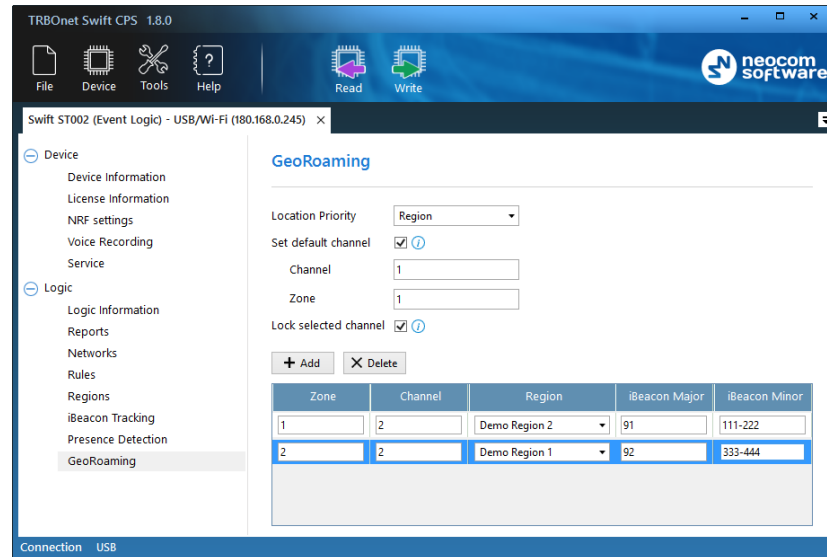 TRBOnet Swift CPS 1.8.0
File Device Tools Help Read Write
neocom
software
Swift ST002 (Event Logic) - USB/Wi-Fi (180.168.0.245) ×
Device
Device Information
License Information
NRF settings
Voice Recording
Service
Logic
Logic Information
Reports
Networks
Rules
Regions
iBeacon Tracking
Presence Detection
GeoRoaming
GeoRoaming
Location Priority Region
Set default channel
Channel 1
Zone 1
Lock selected channel
Add Delete
Zone Channel Region iBeacon Major iBeacon Minor
1 2 Demo Region 2 91 111-222
2 2 Demo Region 1 92 333-444
Connection USB